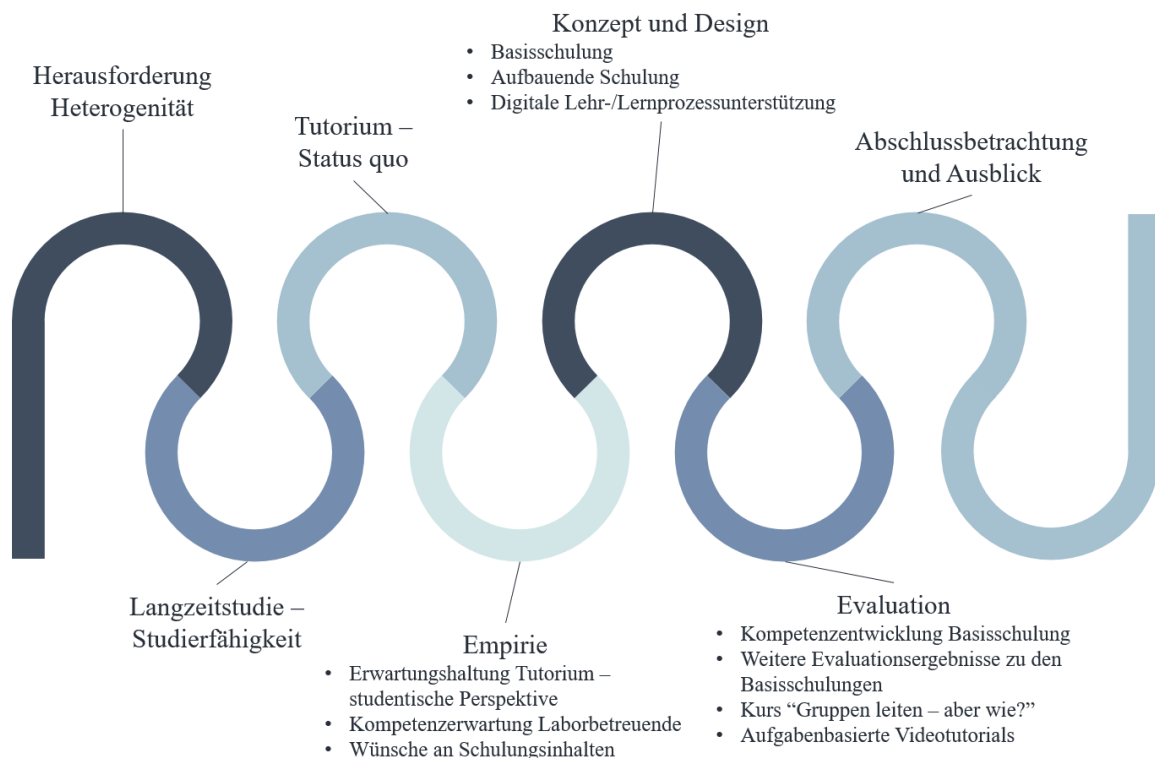 Herausforderung
Heterogenität
Langzeitstudie –
Studierfähigkeit
Tutorium –
Status quo
Empirie
• Erwartungshaltung Tutorium –
studentische Perspektive
• Kompetenzerwartung Laborbetreuende
• Wünsche an Schulungsinhalten
Konzept und Design
• Basisschulung
• Aufbauende Schulung
• Digitale Lehr-/Lernprozessunterstützung
Evaluation
• Kompetenzentwicklung Basisschulung
• Weitere Evaluationsergebnisse zu den
Basisschulungen
• Kurs “Gruppen leiten – aber wie?”
• Aufgabenbasierte Videotutorials
Abschlussbetrachtung
und Ausblick